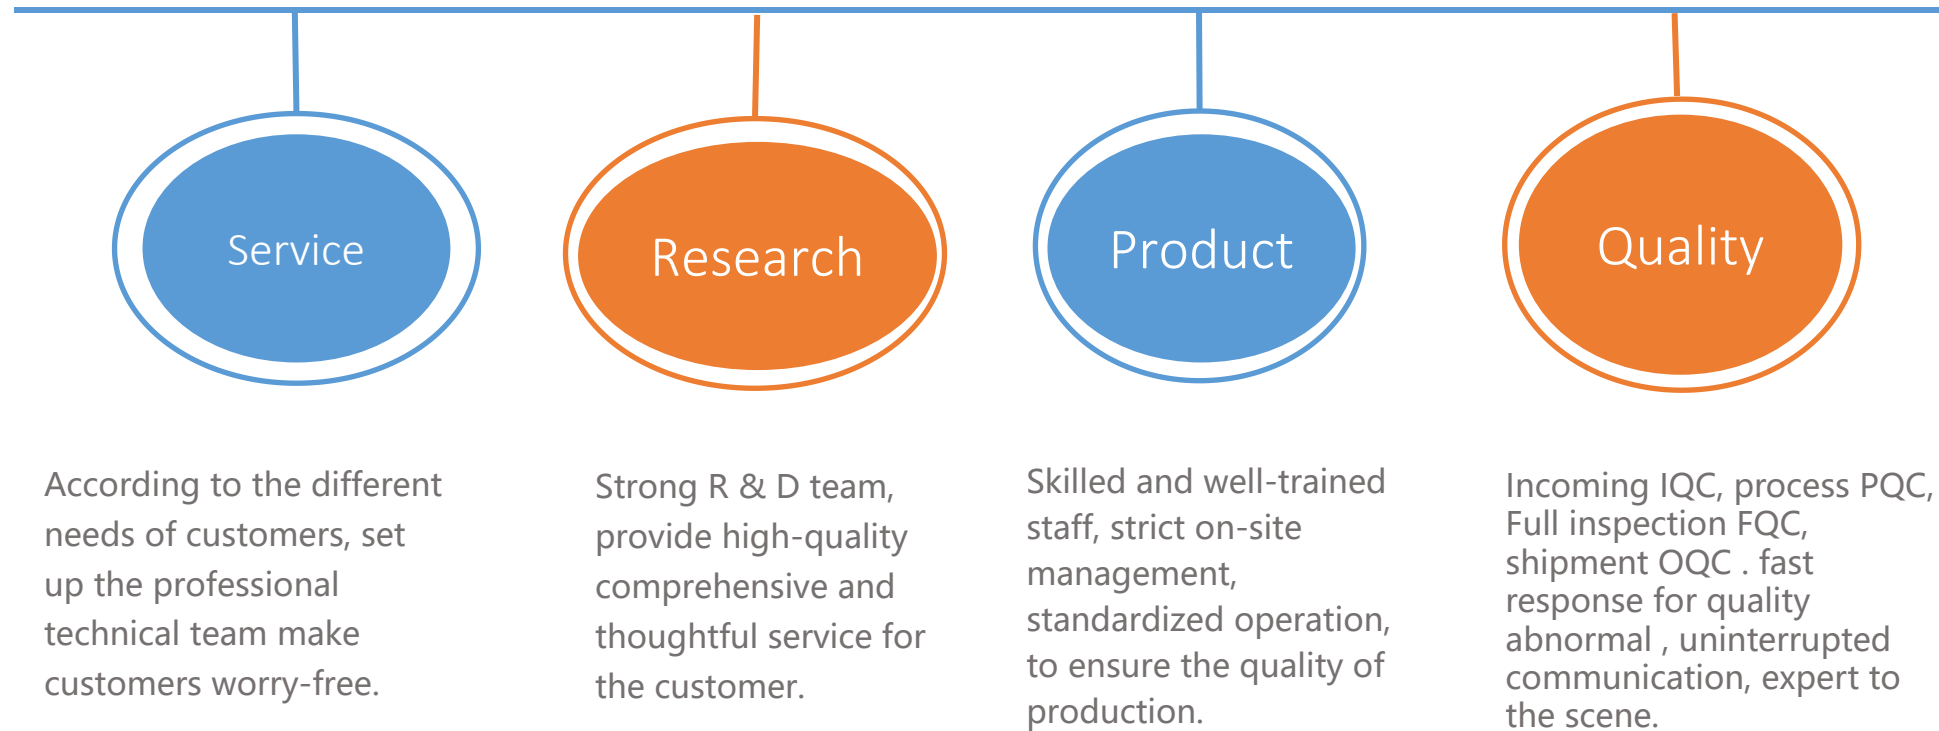 Service
Research
Product
Quality
According to the different
needs of customers, set
up the professional
technical team make
customers worry-free.
Strong R & D team,
provide high-quality
comprehensive and
thoughtful service for
the customer.
Skilled and well-trained
staff, strict on-site
management,
standardized operation,
to ensure the quality of
production.
Incoming IQC, process PQC,
Full inspection FQC,
shipment OQC . fast
response for quality
abnormal , uninterrupted
communication, expert to
the scene.